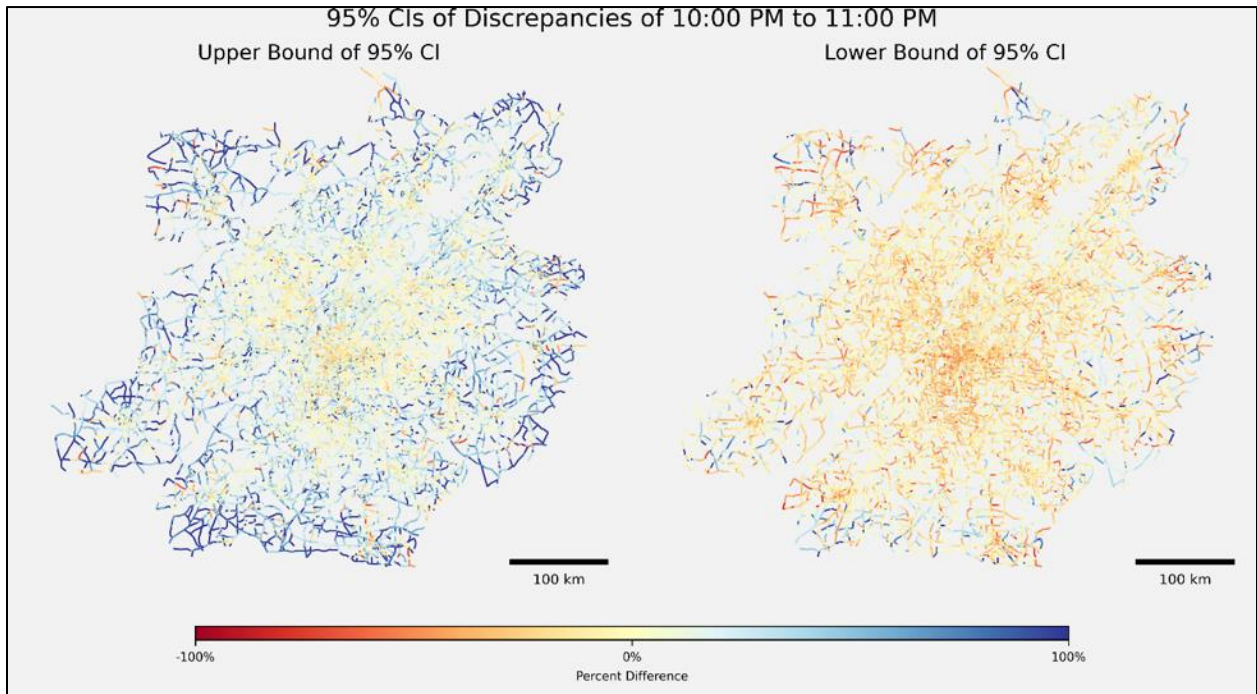 95% CIs of Discrepancies of 10:00 PM to 11:00 PM
Upper Bound of 95% CI
Lower Bound of 95% CI
100 km
100 km
-100%
0%
100%
Percent Difference